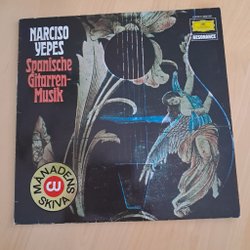 NARCISO
YEPES
Spanische
Gitarren-
Musik
RESONANCE
MÅNADENS
SKIVA